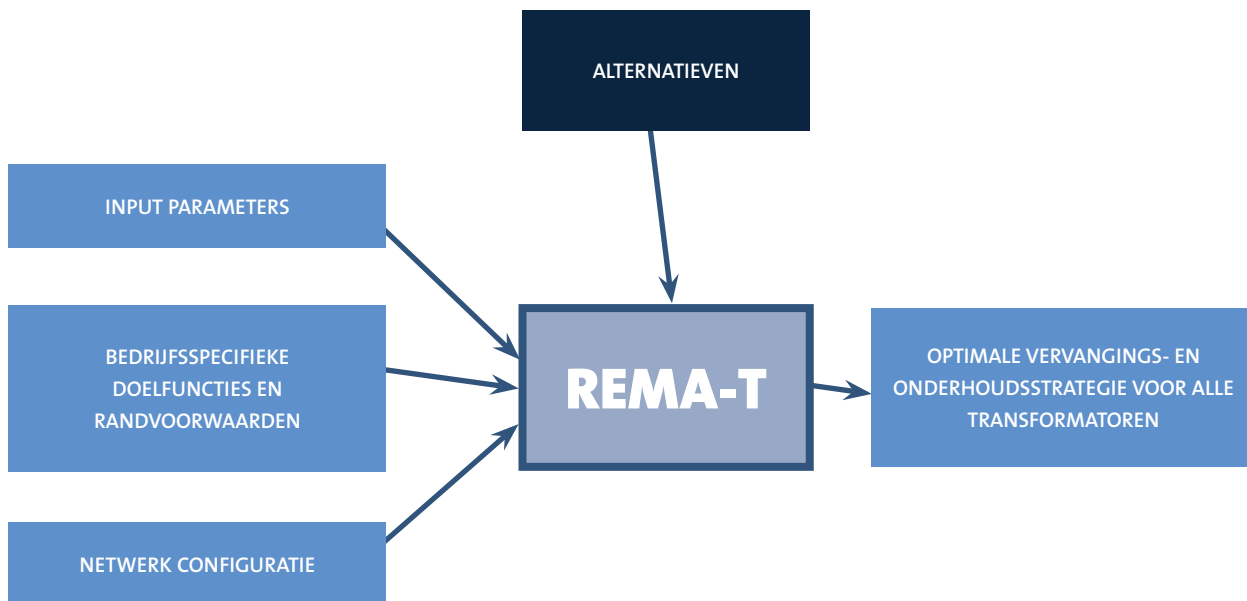 ALTERNATIEVEN
INPUT PARAMETERS
BEDRIJFSSPECIFIEKE
DOELFUNCTIES EN
RANDVOORWAARDEN
NETWERK CONFIGURATIE
REMA-T
OPTIMALE VERVANGINGS- EN
ONDERHOUDSSTRATEGIE VOOR ALLE
TRANSFORMATOREN